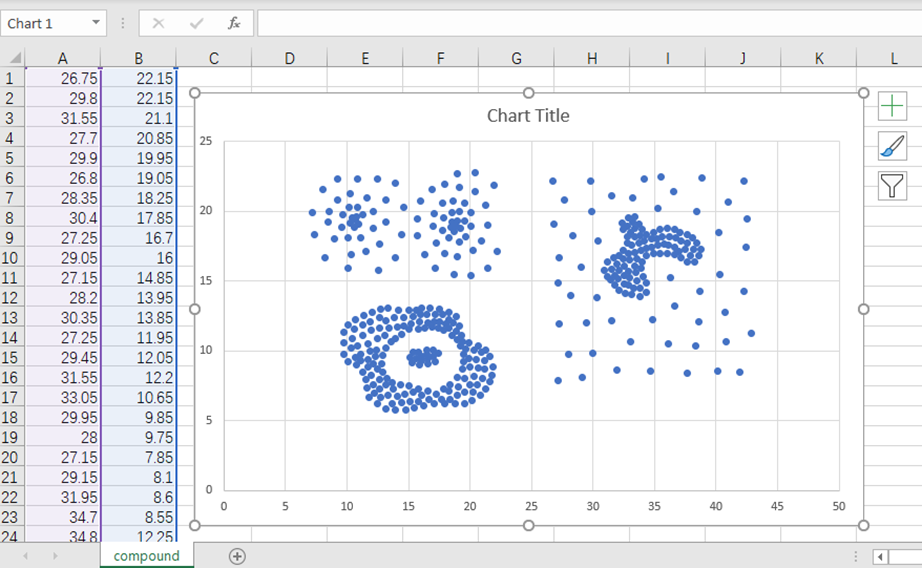 Chart 1 fx
A B C D E F G H I J K L
1 26.75 22.15
2 29.8 22.15
3 31.55 21.1
4 27.7 20.85
5 29.9 19.95
6 26.8 19.05
7 28.35 18.25
8 30.4 17.85
9 27.25 16.7
10 29.05 16
11 27.15 14.85
12 28.2 13.95
13 30.35 13.85
14 27.25 11.95
15 29.45 12.05
16 31.55 12.2
17 33.05 10.65
18 29.95 9.85
19 28 9.75
20 27.15 7.85
21 29.15 8.1
22 31.95 8.6
23 34.7 8.55
24 34.8 12.25
Chart Title
25
20
15
10
5
0
0 5 10 15 20 25 30 35 40 45 50
compound